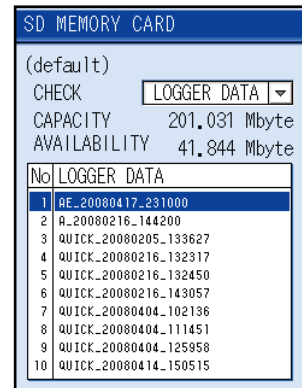 SD MEMORY CARD
(default)
CHECK LOGGER DATA
CAPACITY 201.031 Mbyte
AVAILABILITY 41.844 Mbyte
No LOGGER DATA
1 AE_20080417_231000
2 A_20080216_144200
3 QUICK_20080205_133627
4 QUICK_20080216_132317
5 QUICK_20080216_132450
6 QUICK_20080216_143057
7 QUICK_20080404_102136
8 QUICK_20080404_111451
9 QUICK_20080404_125958
10 QUICK_20080414_150515